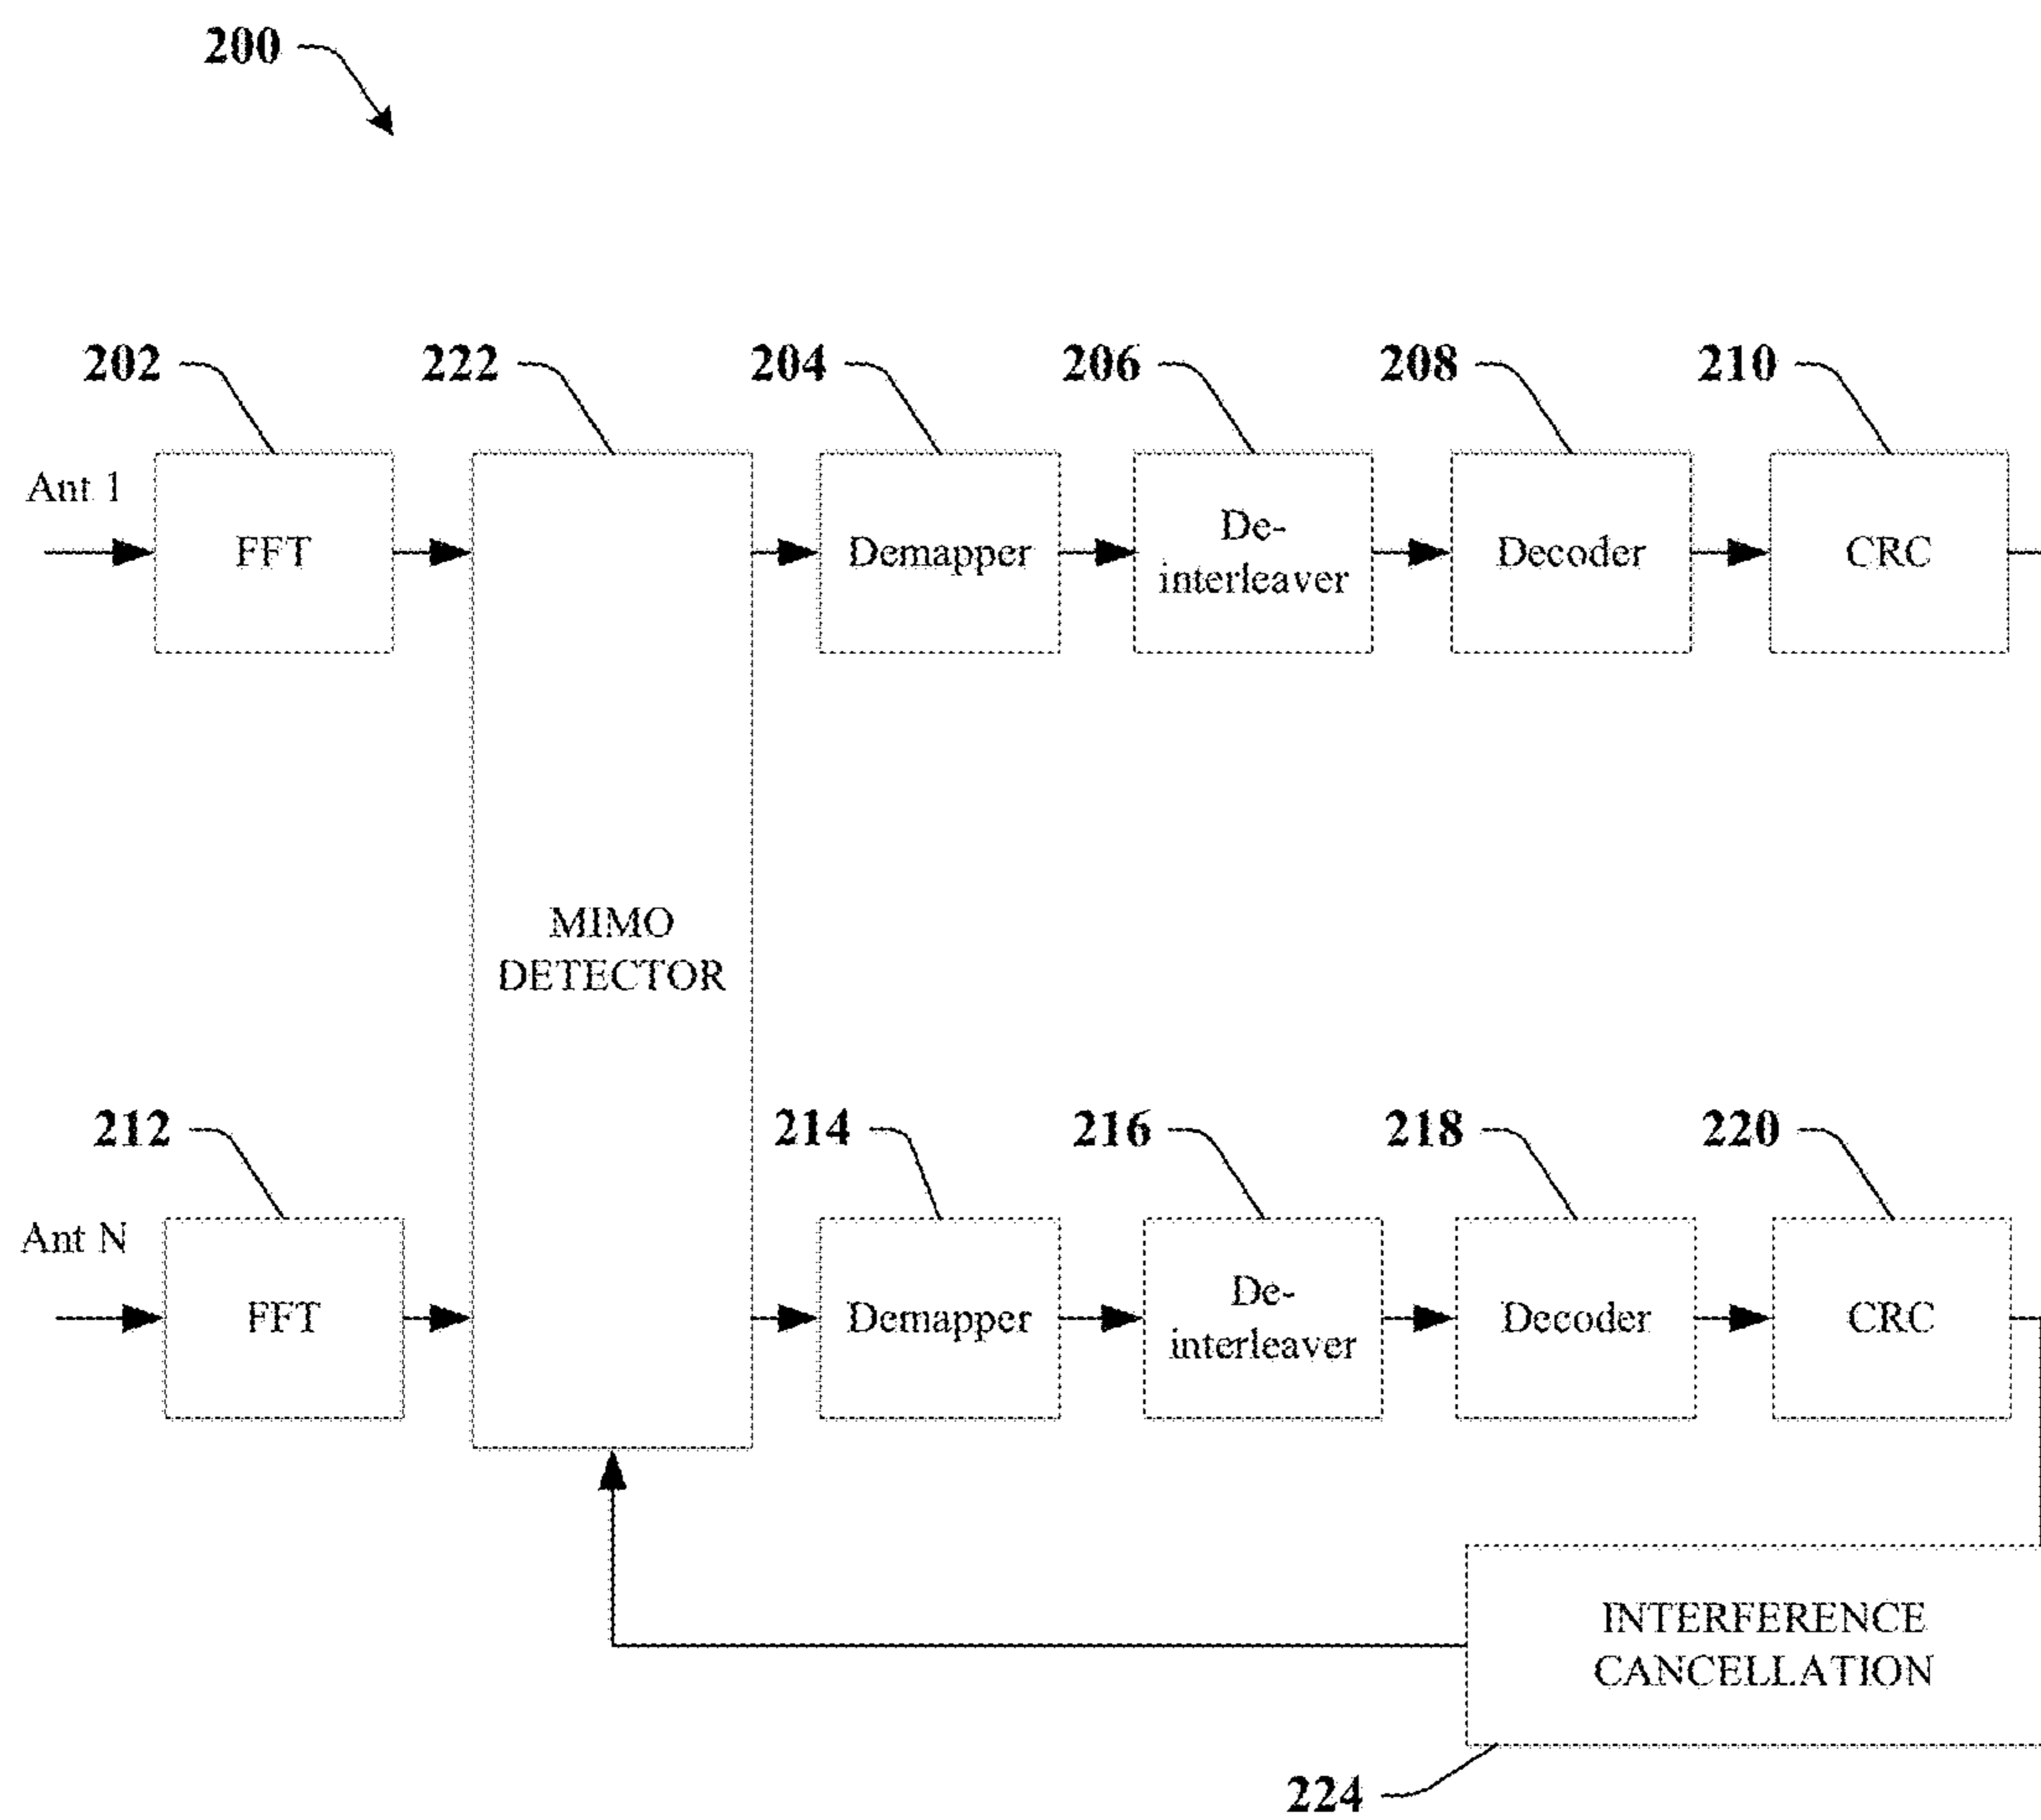 200
202
222
204
206
208
210
Ant 1
FFT
Demapper
De-
interleaver
Decoder
CRC
MIMO
DETECTOR
212
214
216
218
220
Ant N
FFT
Demapper
De-
interleaver
Decoder
CRC
INTERFERENCE
CANCELLATION
224